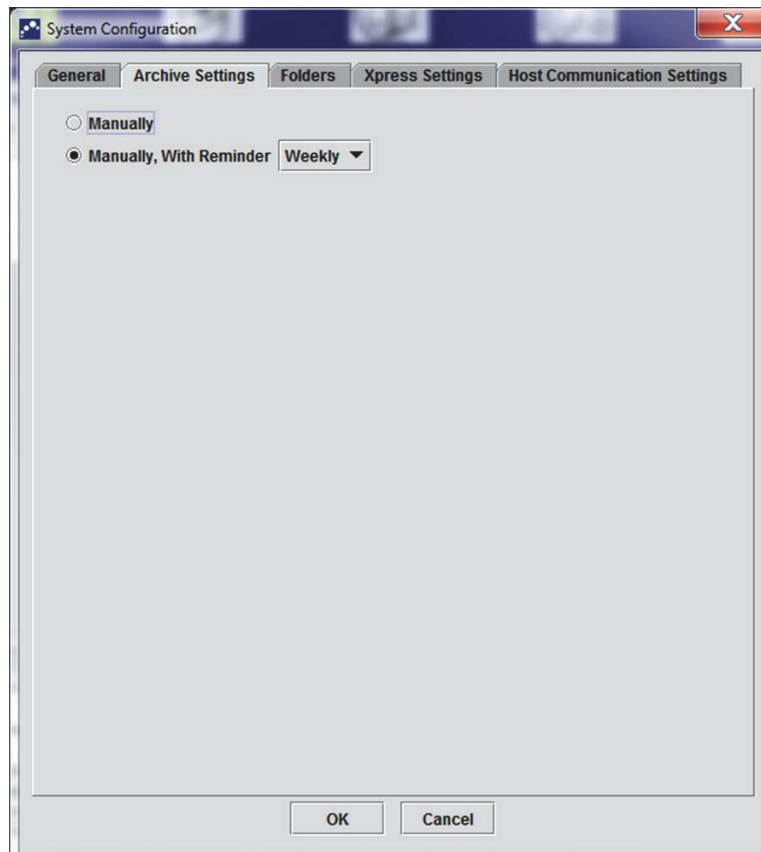 System Configuration
General Archive Settings Folders Xpress Settings Host Communication Settings
Manually
Manually, With Reminder Weekly
OK Cancel